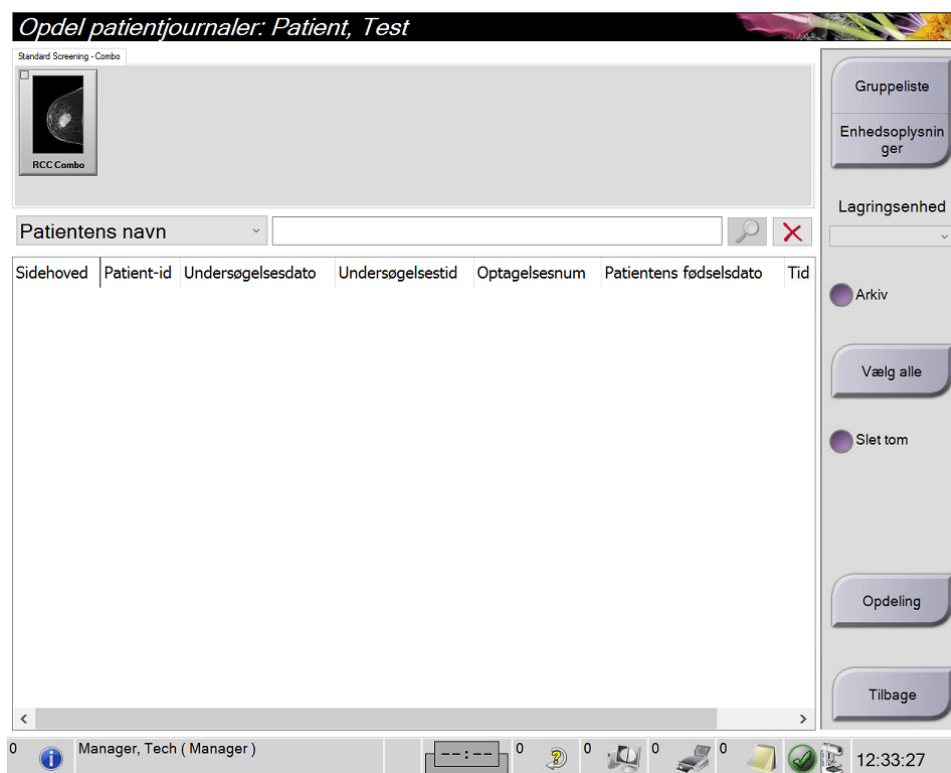 Opdel patientjournaler: Patient, Test
Standard Screening - Combo
RCC Combo
Gruppeliste
Enhedsoplysnin
ger
Lagringsenhed
Patientens navn
Sidehoved Patient-id Undersøgelsesdato Undersøgelsestid Optagelsesnum Patientens fødselsdato Tid
Arkiv
Vælg alle
Slet tom
Opdeling
Tilbage
0 Manager, Tech ( Manager ) --:-- 0 0 0 0 12:33:27